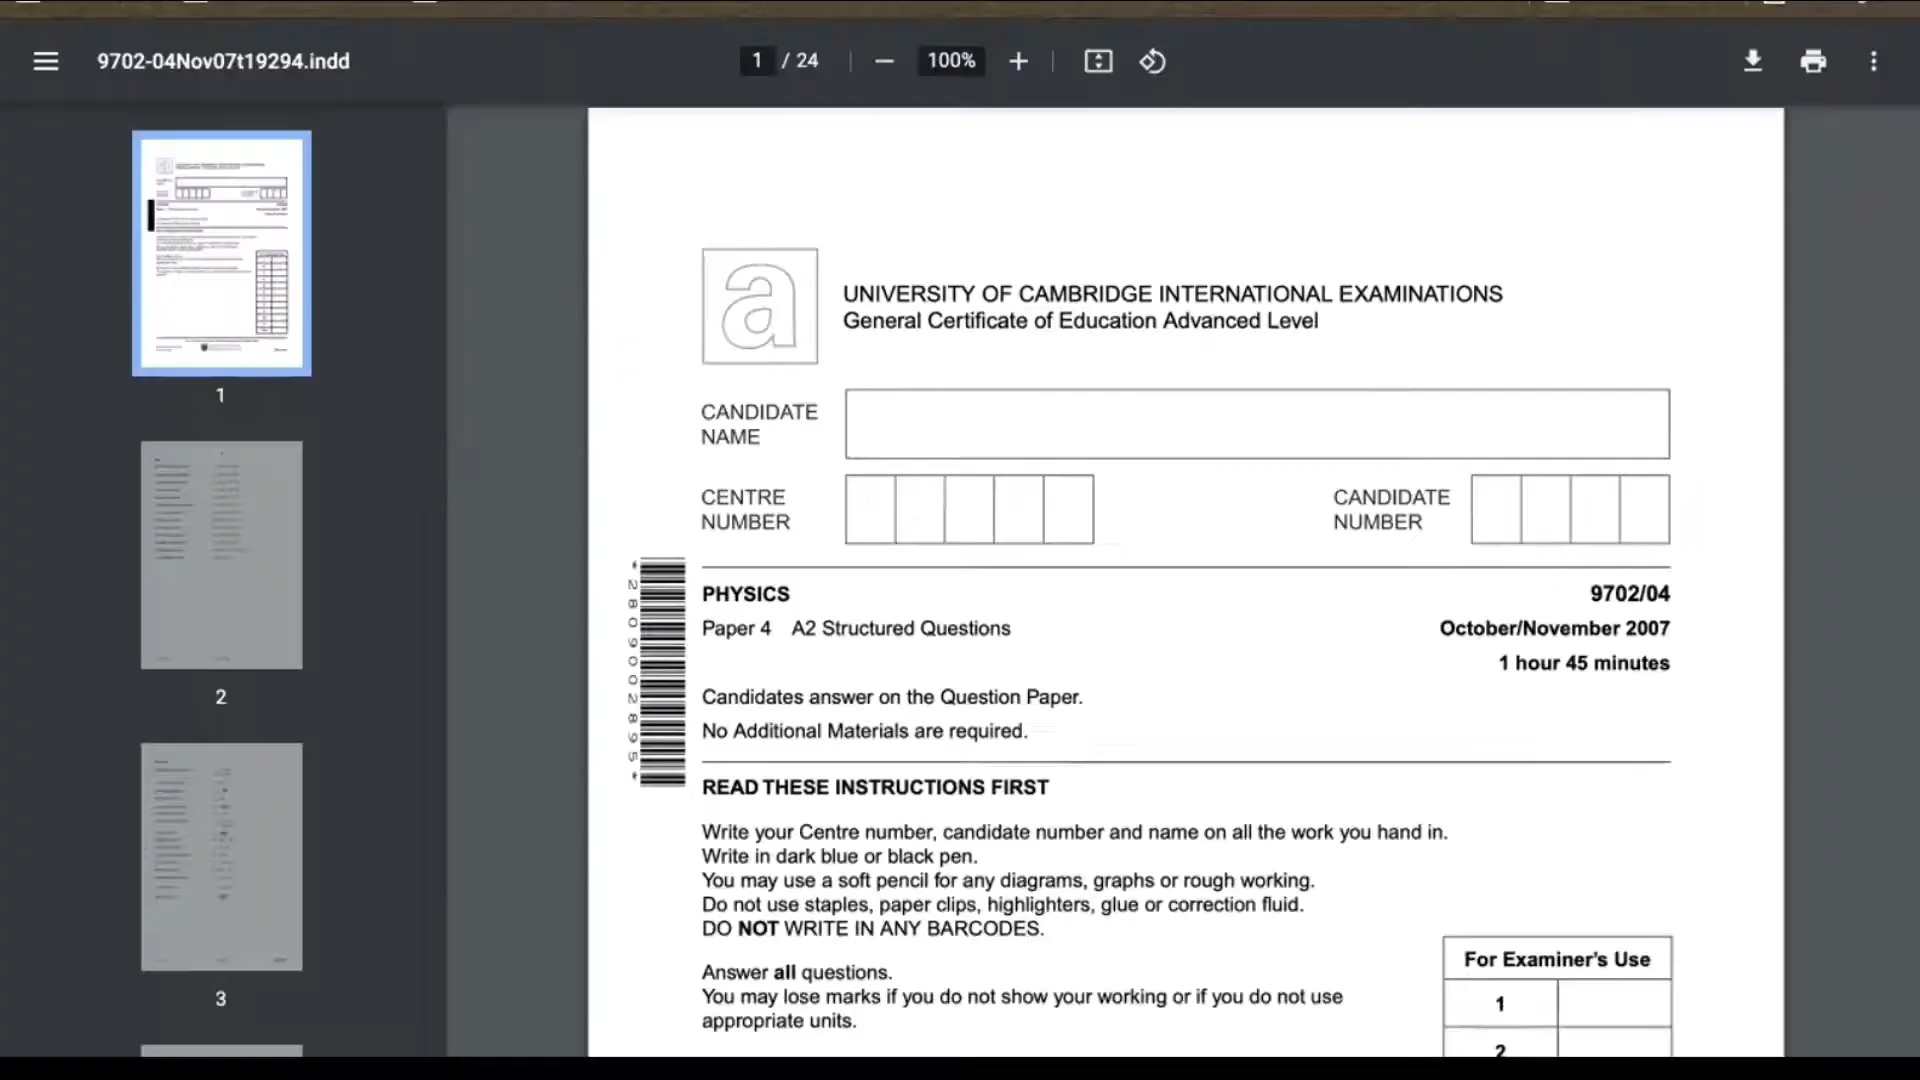 9702-04Nov07t19294.indd
1 / 24
100%
1
2
3
a
UNIVERSITY OF CAMBRIDGE INTERNATIONAL EXAMINATIONS
General Certificate of Education Advanced Level
CANDIDATE
NAME
CENTRE
NUMBER
CANDIDATE
NUMBER
*2809002895*
PHYSICS
9702/04
Paper 4 A2 Structured Questions
October/November 2007
1 hour 45 minutes
Candidates answer on the Question Paper.
No Additional Materials are required.
READ THESE INSTRUCTIONS FIRST
Write your Centre number, candidate number and name on all the work you hand in.
Write in dark blue or black pen.
You may use a soft pencil for any diagrams, graphs or rough working.
Do not use staples, paper clips, highlighters, glue or correction fluid.
DO NOT WRITE IN ANY BARCODES.
Answer all questions.
You may lose marks if you do not show your working or if you do not use
appropriate units.
For Examiner's Use
1
2